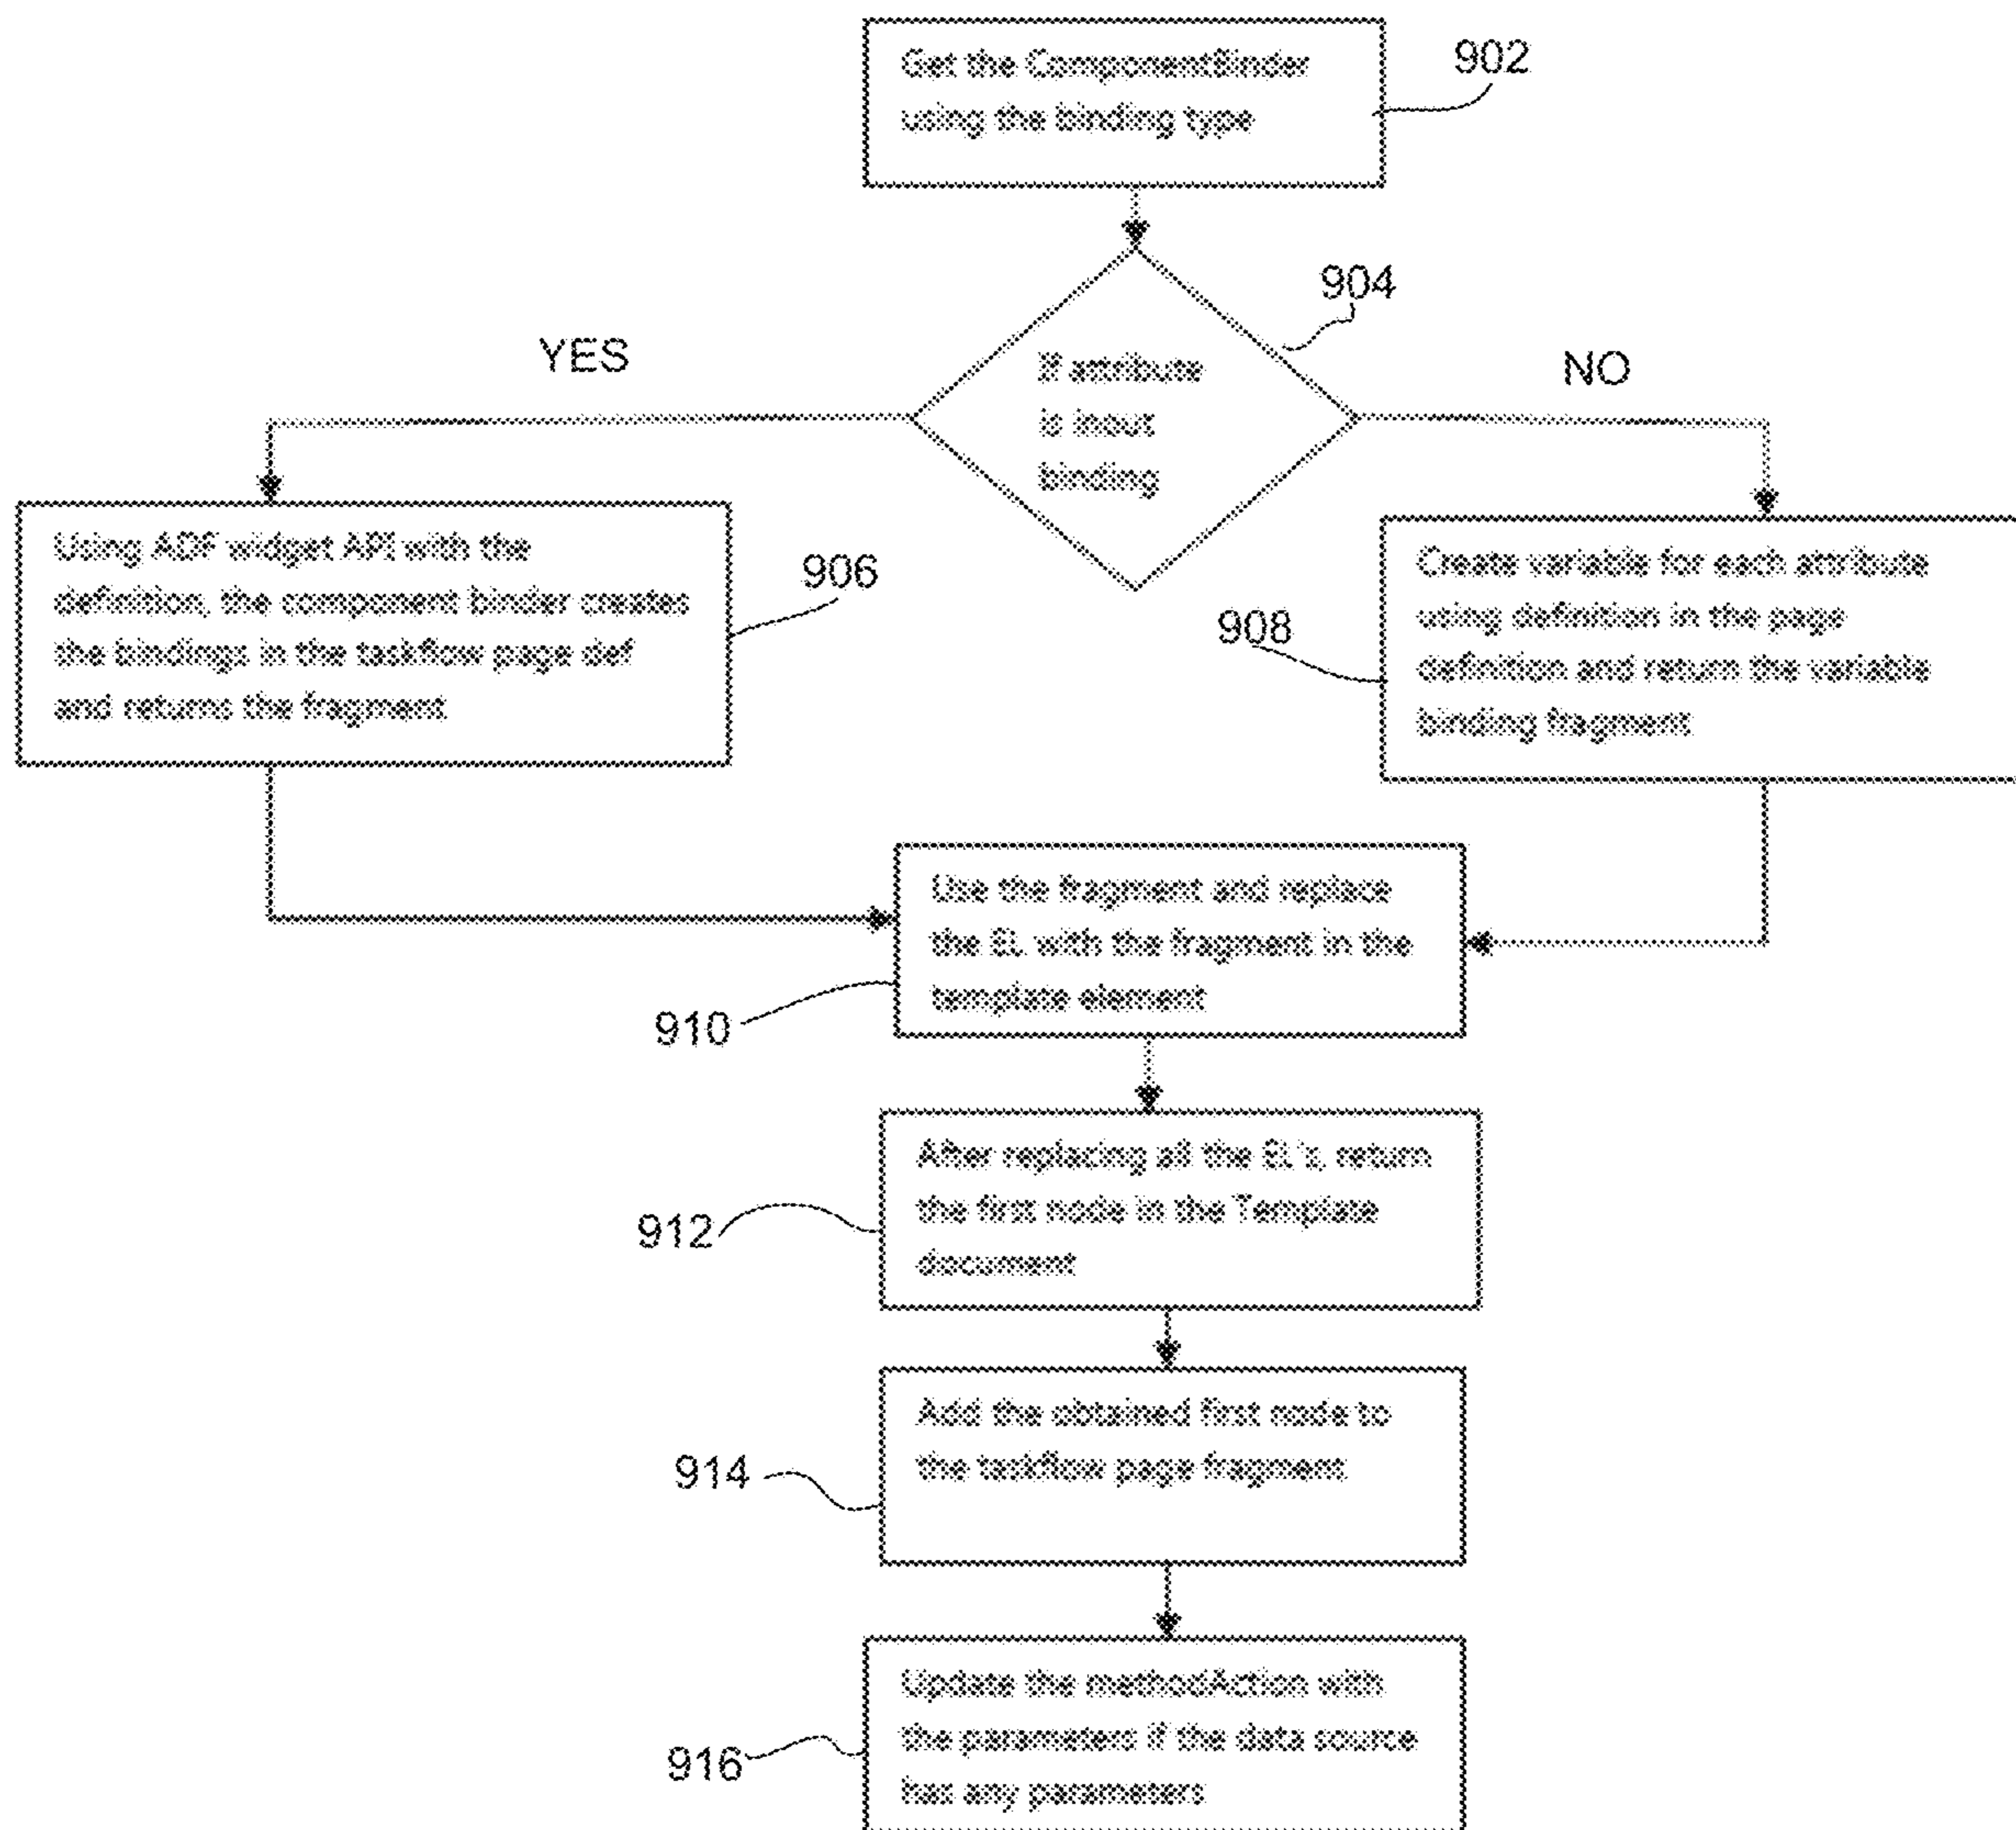 Get the ComponentBinder
using the binding type
902
904
YES
NO
If attribute
is inout
binding
Using ADF widget API with the
definition, the component binder creates
the bindings in the taskflow page def
and returns the fragment
906
908
Create variable for each attribute
using definition in the page
definition and return the variable
binding fragment
Use the fragment and replace
the EL with the fragment in the
template element
910
After replacing all the EL's, return
the first node in the Template
document
912
Add the obtained first node to
the taskflow page fragment
914
Update the methodAction with
the parameters if the data source
has any parameters
916